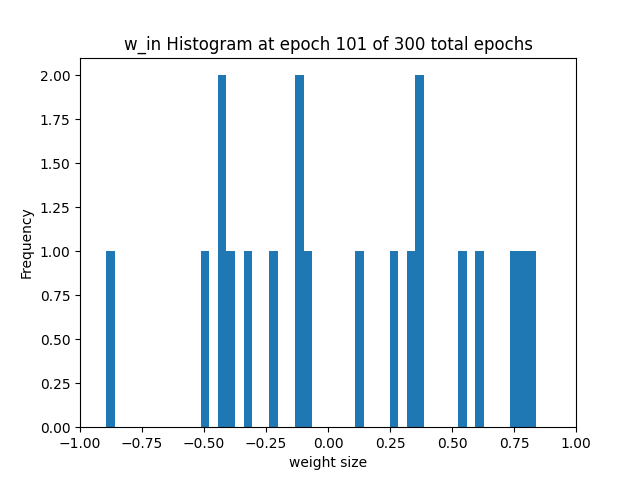 w_in Histogram at epoch 101 of 300 total epochs
2.00
1.75
1.50
1.25
1.00
0.75
0.50
0.25
0.00
Frequency
−1.00 −0.75 −0.50 −0.25 0.00 0.25 0.50 0.75 1.00
weight size